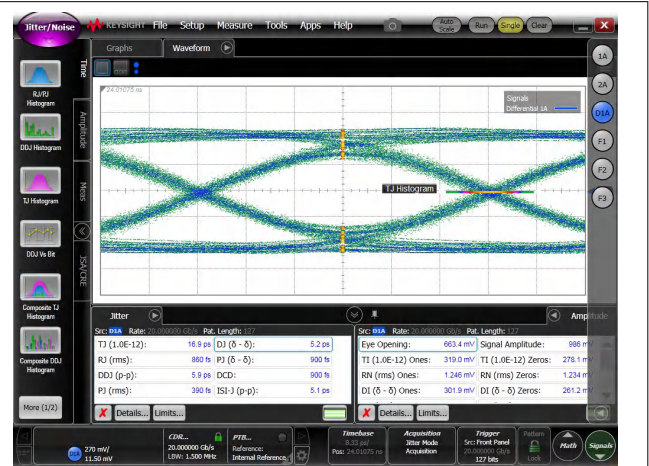 Jitter/Noise
KEYSIGHT File Setup Measure Tools Apps Help
Auto Scale Run Single Clear
Graphs Waveform
Time
Amplitude
Meas
JSA/CRE
RJ/PJ
Histogram
DDJ Histogram
TJ Histogram
DDJ Vs Bit
Composite TJ
Histogram
Composite DDJ
Histogram
More (1/2)
24.01075 ns
Signals
Differential 1A
TJ Histogram
1A
2A
D1A
F1
F2
F3
Jitter
Src: D1A Rate: 20.000000 Gb/s Pat. Length: 127
TJ (1.0E-12): 16.9 ps DJ (δ - δ): 5.2 ps
RJ (rms): 860 fs PJ (δ - δ): 900 fs
DDJ (p-p): 5.9 ps DCD: 900 fs
PJ (rms): 390 fs ISI-J (p-p): 5.1 ps
Details... Limits...
Amplitude
Src: D1A Rate: 20.000000 Gb/s Pat. Length: 127
Eye Opening: 663.4 mV Signal Amplitude: 986 mV
TI (1.0E-12) Ones: 319.0 mV TI (1.0E-12) Zeros: 278.1 mV
RN (rms) Ones: 1.246 mV RN (rms) Zeros: 1.234 mV
DI (δ - δ) Ones: 301.9 mV DI (δ - δ) Zeros: 261.2 mV
Details... Limits...
D1A 270 mV/
11.50 mV
CDR...
20.000000 Gb/s
LBW: 1.500 MHz
PTB...
Reference:
Internal Reference
Timebase
8.33 ps/
Pos: 24.01075 ns
Acquisition
Jitter Mode
Acquisition
Trigger
Src: Front Panel
20.000000 Gb/s
127 bits
Pattern
Lock
Math
Signals